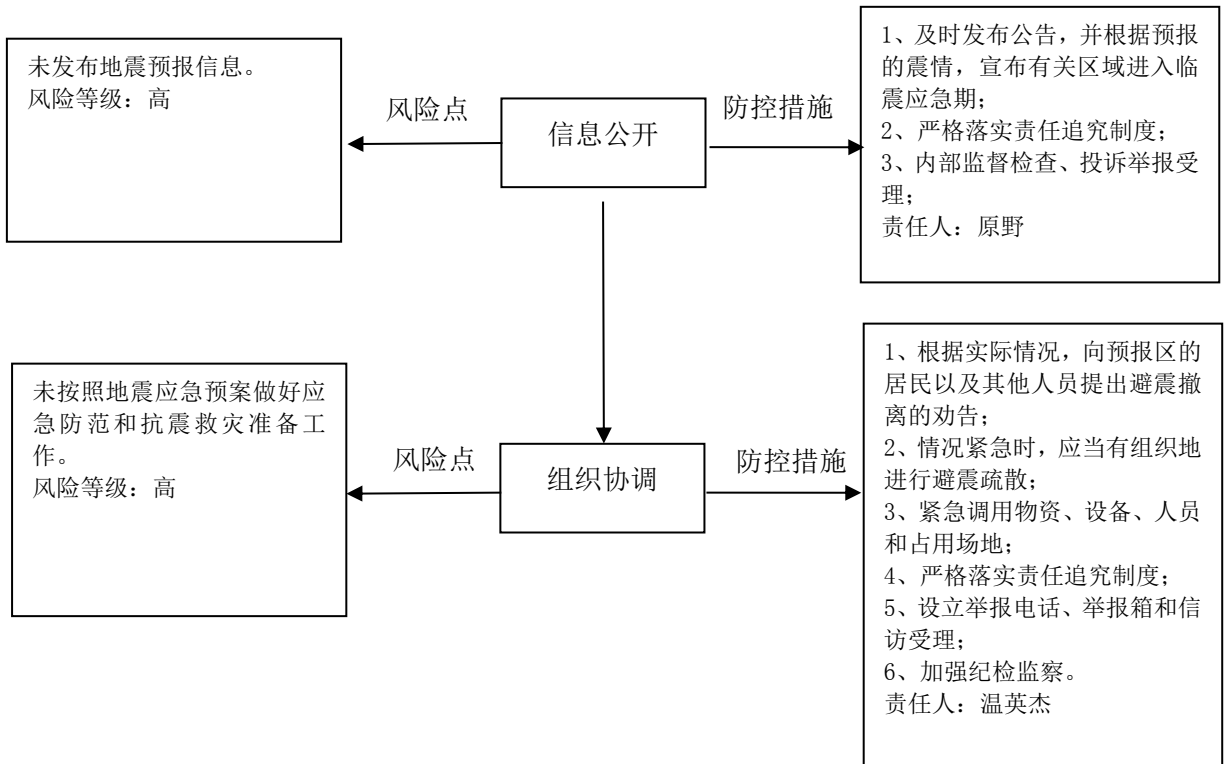 未发布地震预报信息。
风险等级：高
风险点
信息公开
防控措施
1、及时发布公告，并根据预报
的震情，宣布有关区域进入临
震应急期；
2、严格落实责任追究制度；
3、内部监督检查、投诉举报受
理；
责任人：原野
未按照地震应急预案做好应
急防范和抗震救灾准备工
作。
风险等级：高
风险点
组织协调
防控措施
1、根据实际情况，向预报区的
居民以及其他人员提出避震撤
离的劝告；
2、情况紧急时，应当有组织地
进行避震疏散；
3、紧急调用物资、设备、人员
和占用场地；
4、严格落实责任追究制度；
5、设立举报电话、举报箱和信
访受理；
6、加强纪检监察。
责任人：温英杰